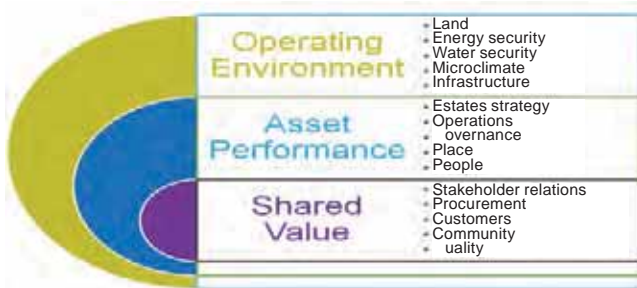 Operating
Environment
• Land
• Energy security
• Water security
• Microclimate
• Infrastructure
Asset
Performance
• Estates strategy
• Operations
• overnance
• Place
• People
Shared
Value
• Stakeholder relations
• Procurement
• Customers
• Community
• uality